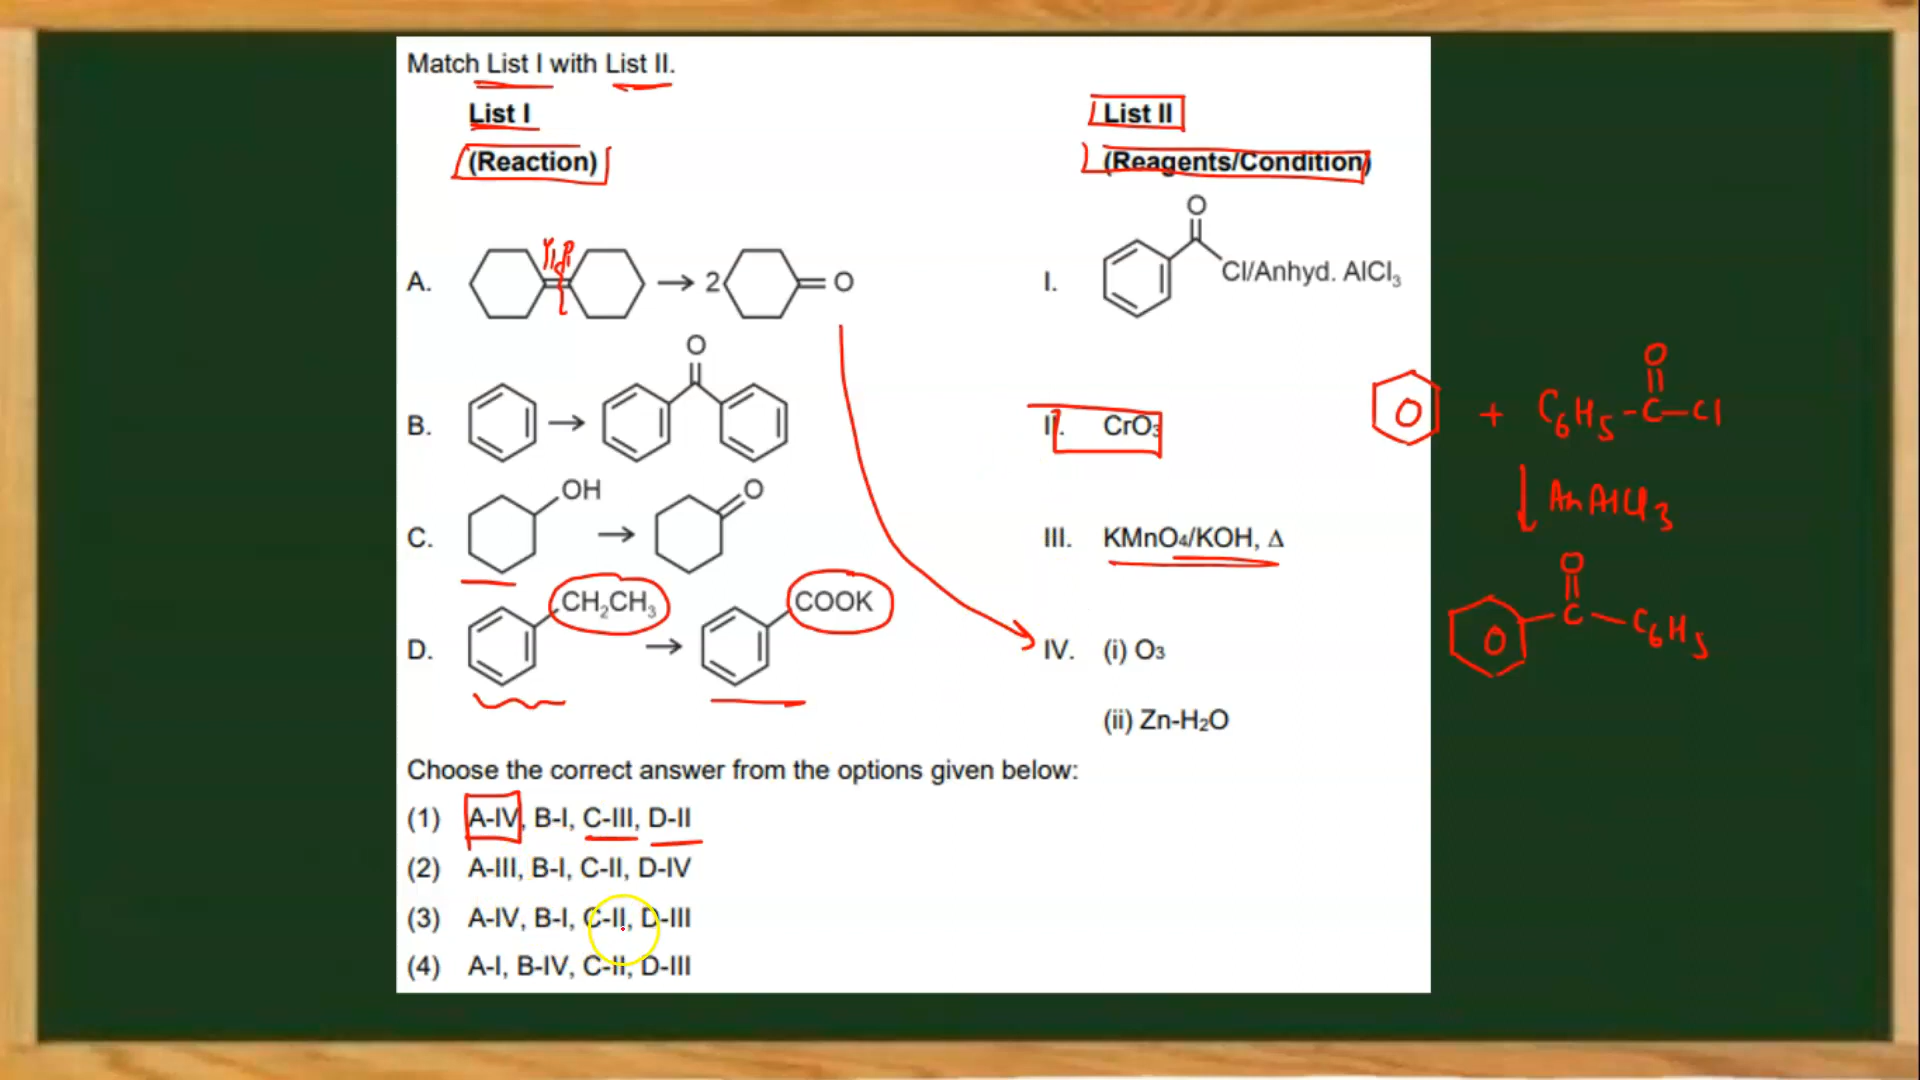 Match List I with List II.
List I
List II
(Reaction)
(Reagents/Condition)
A.
2
O
I.
O
Cl/Anhyd. AlCl₃
B.
O
II.
CrO₃
O + C₆H₅-C-Cl
O
An AlCl₃
C.
OH
O
III.
KMnO₄/KOH, Δ
D.
CH₂CH₃
COOK
IV.
(i) O₃
(ii) Zn-H₂O
O
O C-C₆H₅
Choose the correct answer from the options given below:
(1) A-IV, B-I, C-III, D-II
(2) A-III, B-I, C-II, D-IV
(3) A-IV, B-I, C-II, D-III
(4) A-I, B-IV, C-II, D-III